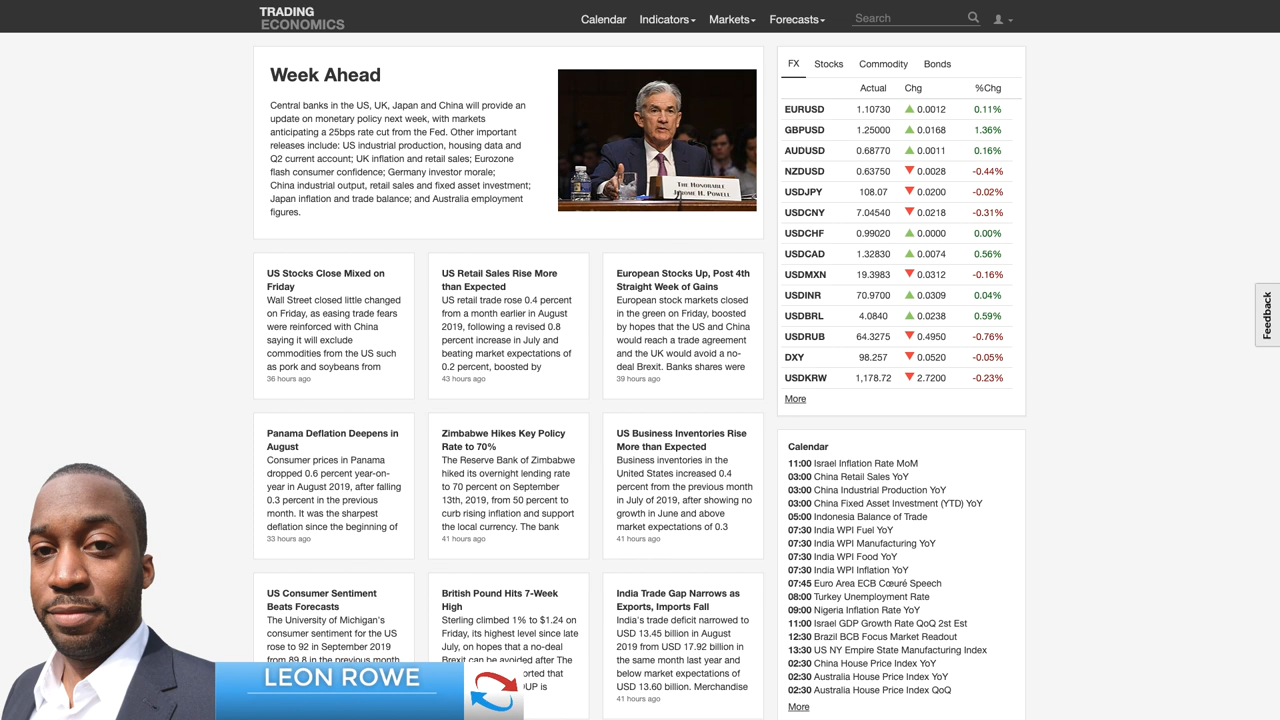 TRADING
ECONOMICS
Calendar Indicators Markets Forecasts Search
Week Ahead
Central banks in the US, UK, Japan and China will provide an
update on monetary policy next week, with markets
anticipating a 25bps rate cut from the Fed. Other important
releases include: US industrial production, housing data and
Q2 current account; UK inflation and retail sales; Eurozone
flash consumer confidence; Germany investor morale;
China industrial output, retail sales and fixed asset investment;
Japan inflation and trade balance; and Australia employment
figures.
THE HONORABLE
JEROME H. POWELL
US Stocks Close Mixed on
Friday
Wall Street closed little changed
on Friday, as easing trade fears
were reinforced with China
saying it will exclude
commodities from the US such
as pork and soybeans from
36 hours ago
US Retail Sales Rise More
than Expected
US retail trade rose 0.4 percent
from a month earlier in August
2019, following a revised 0.8
percent increase in July and
beating market expectations of
0.2 percent, boosted by
43 hours ago
European Stocks Up, Post 4th
Straight Week of Gains
European stock markets closed
in the green on Friday, boosted
by hopes that the US and China
would reach a trade agreement
and the UK would avoid a no-
deal Brexit. Banks shares were
39 hours ago
Panama Deflation Deepens in
August
Consumer prices in Panama
dropped 0.6 percent year-on-
year in August 2019, after falling
0.3 percent in the previous
month. It was the sharpest
deflation since the beginning of
33 hours ago
Zimbabwe Hikes Key Policy
Rate to 70%
The Reserve Bank of Zimbabwe
hiked its overnight lending rate
to 70 percent on September
13th, 2019, from 50 percent to
curb rising inflation and support
the local currency. The bank
41 hours ago
US Business Inventories Rise
More than Expected
Business inventories in the
United States increased 0.4
percent from the previous month
in July of 2019, after showing no
growth in June and above
market expectations of 0.3
41 hours ago
US Consumer Sentiment
Beats Forecasts
The University of Michigan's
consumer sentiment for the US
rose to 92 in September 2019
from 89.8 in the previous month
British Pound Hits 7-Week
High
Sterling climbed 1% to $1.24 on
Friday, its highest level since late
July, on hopes that a no-deal
Brexit can be avoided after The
orted that
UP is
India Trade Gap Narrows as
Exports, Imports Fall
India's trade deficit narrowed to
USD 13.45 billion in August
2019 from USD 17.92 billion in
the same month last year and
below market expectations of
USD 13.60 billion. Merchandise
41 hours ago
LEON ROWE
FX Stocks Commodity Bonds
Actual Chg %Chg
EURUSD 1.10730 0.0012 0.11%
GBPUSD 1.25000 0.0168 1.36%
AUDUSD 0.68770 0.0011 0.16%
NZDUSD 0.63750 0.0028 -0.44%
USDJPY 108.07 0.0200 -0.02%
USDCNY 7.04540 0.0218 -0.31%
USDCHF 0.99020 0.0000 0.00%
USDCAD 1.32830 0.0074 0.56%
USDMXN 19.3983 0.0312 -0.16%
USDINR 70.9700 0.0309 0.04%
USDBRL 4.0840 0.0238 0.59%
USDRUB 64.3275 0.4950 -0.76%
DXY 98.257 0.0520 -0.05%
USDKRW 1,178.72 2.7200 -0.23%
More
Calendar
11:00 Israel Inflation Rate MoM
03:00 China Retail Sales YoY
03:00 China Industrial Production YoY
03:00 China Fixed Asset Investment (YTD) YoY
05:00 Indonesia Balance of Trade
07:30 India WPI Fuel YoY
07:30 India WPI Manufacturing YoY
07:30 India WPI Food YoY
07:30 India WPI Inflation YoY
07:45 Euro Area ECB Cœuré Speech
08:00 Turkey Unemployment Rate
09:00 Nigeria Inflation Rate YoY
11:00 Israel GDP Growth Rate QoQ 2st Est
12:30 Brazil BCB Focus Market Readout
13:30 US NY Empire State Manufacturing Index
02:30 China House Price Index YoY
02:30 Australia House Price Index YoY
02:30 Australia House Price Index QoQ
More
Feedback